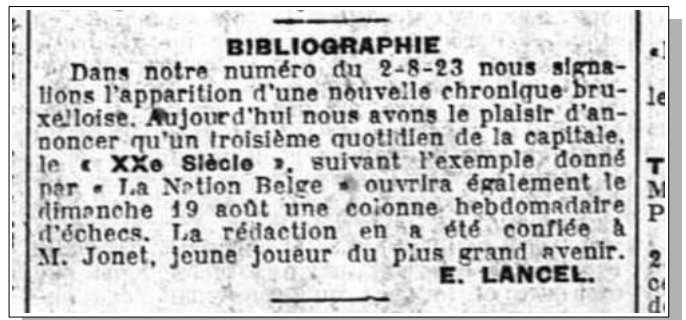 BIBLIOGRAPHIE
Dans notre numéro du 2-8-23 nous signa-
lions l'apparition d'une nouvelle chronique bru-
xelloise. Aujourd'hui nous avons le plaisir d'an-
noncer qu'un troisième quotidien de la capitale,
le « XXe Siècle », suivant l'exemple donné
par « La Nation Belge » ouvrira également le
dimanche 19 août une colonne hebdomadaire
d'échecs. La rédaction en a été confiée à
M. Jonet, jeune joueur du plus grand avenir.
E. LANCEL.